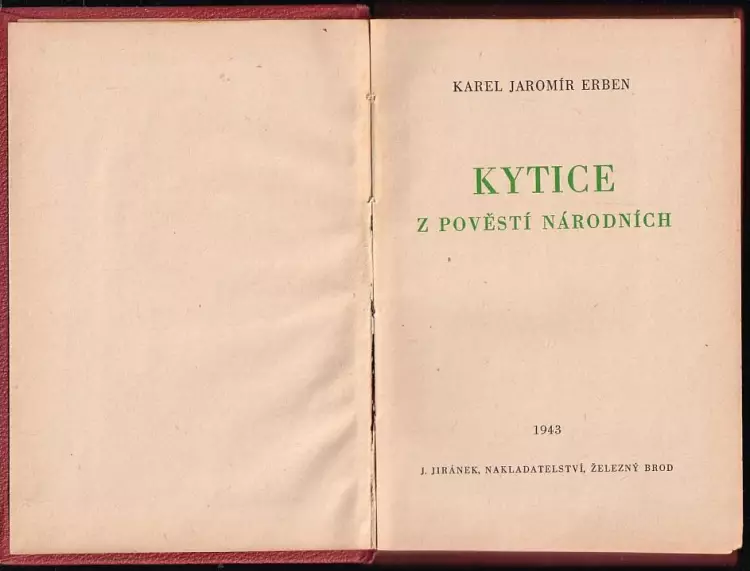 KAREL JAROMÍR ERBEN
KYTICE
Z POVĚSTÍ NÁRODNÍCH
1943
J. JIRÁNEK, NAKLADATELSTVÍ, ŽELEZNÝ BROD